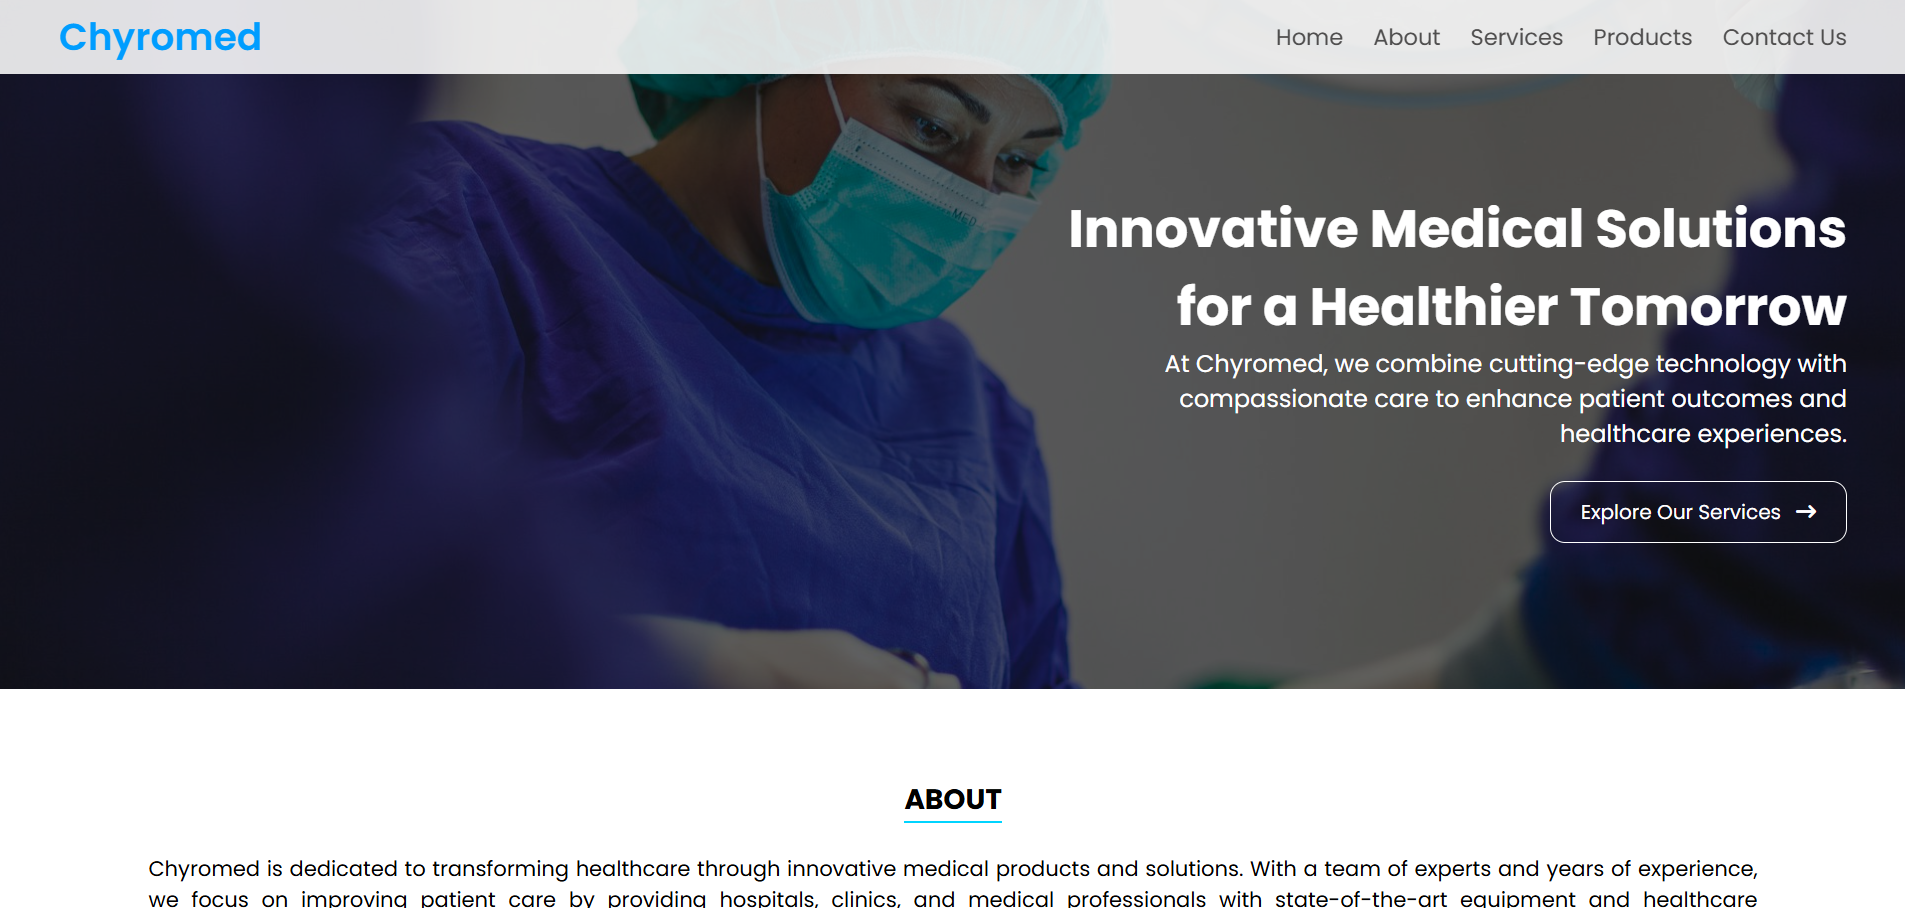 Chyromed
Home About Services Products Contact Us
Innovative Medical Solutions
for a Healthier Tomorrow
At Chyromed, we combine cutting-edge technology with
compassionate care to enhance patient outcomes and
healthcare experiences.
Explore Our Services →
ABOUT
Chyromed is dedicated to transforming healthcare through innovative medical products and solutions. With a team of experts and years of experience,
we focus on improving patient care by providing hospitals, clinics, and medical professionals with state-of-the-art equipment and healthcare